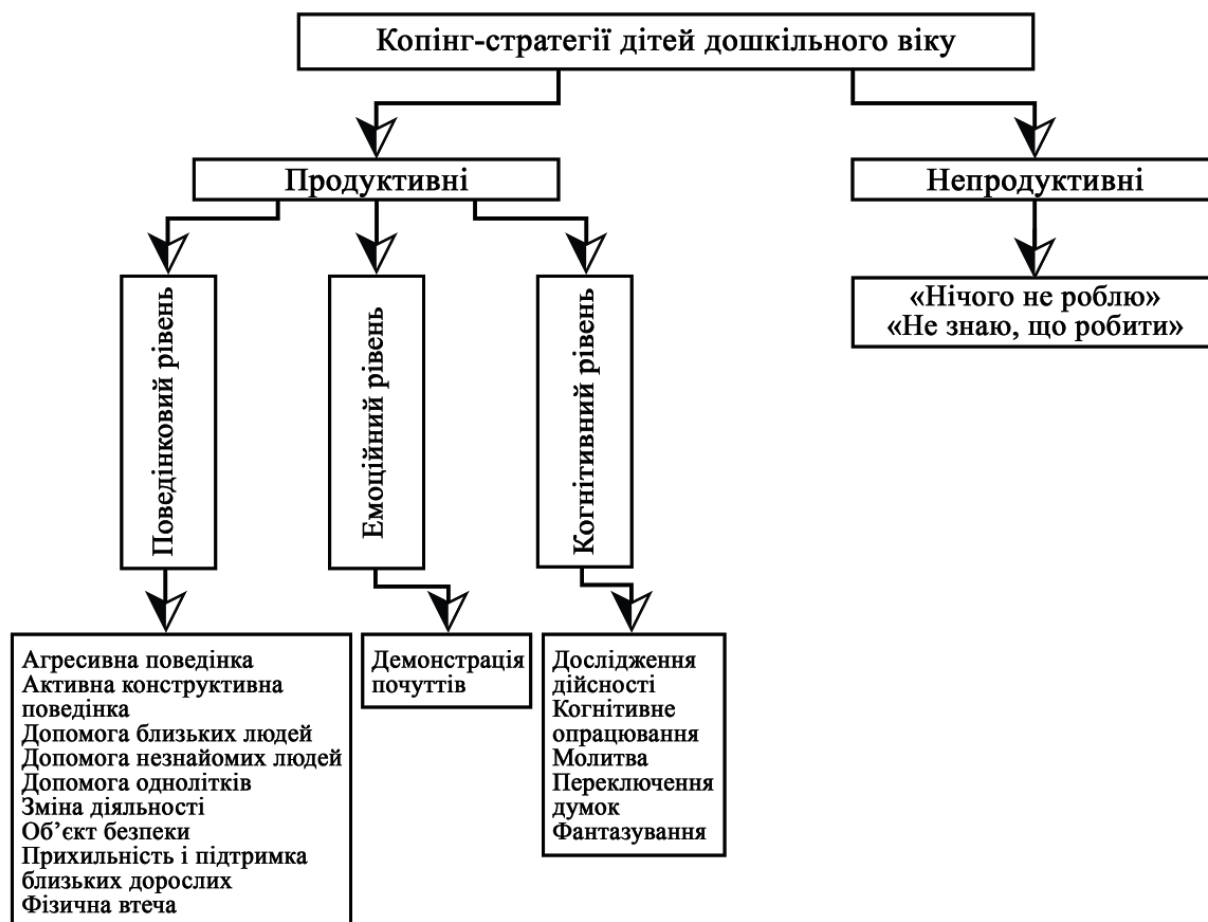 Копінг-стратегії дітей дошкільного віку
Продуктивні
Непродуктивні
Поведінковий рівень
Емоційний рівень
Когнітивний рівень
«Нічого не роблю»
«Не знаю, що робити»
Агресивна поведінка
Активна конструктивна
поведінка
Допомога близьких людей
Допомога незнайомих людей
Допомога однолітків
Зміна діяльності
Об’єкт безпеки
Прихильність і підтримка
близьких дорослих
Фізична втеча
Демонстрація
почуттів
Дослідження
дійсності
Когнітивне
опрацювання
Молитва
Переключення
думок
Фантазування